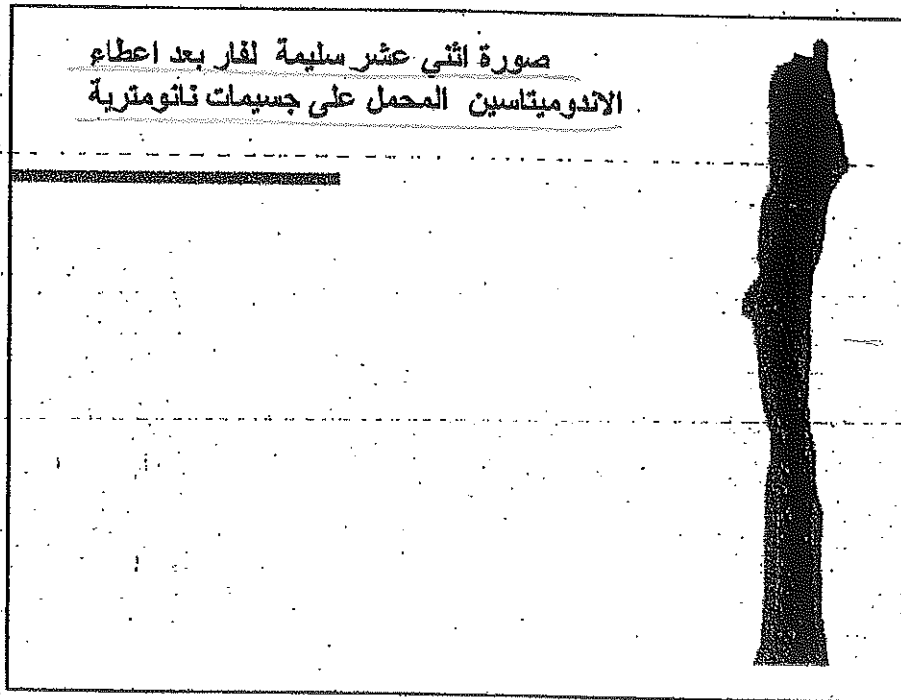 صورة اثني عشر سليمة لفار بعد اعطاء
الاندوميتاسين المحمل على جسيمات نانومترية